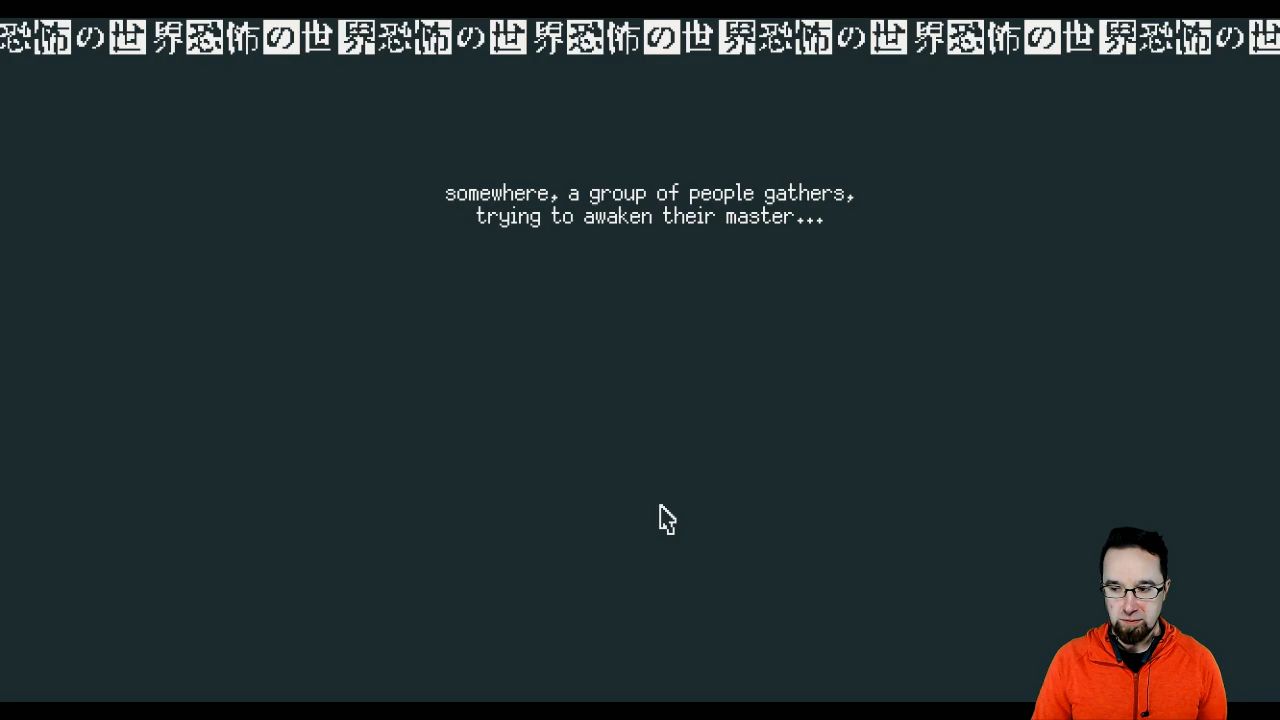 恐怖の世界恐怖の世界恐怖の世界恐怖の世界恐怖の世界恐怖の世界恐怖の世
somewhere, a group of people gathers,
trying to awaken their master...